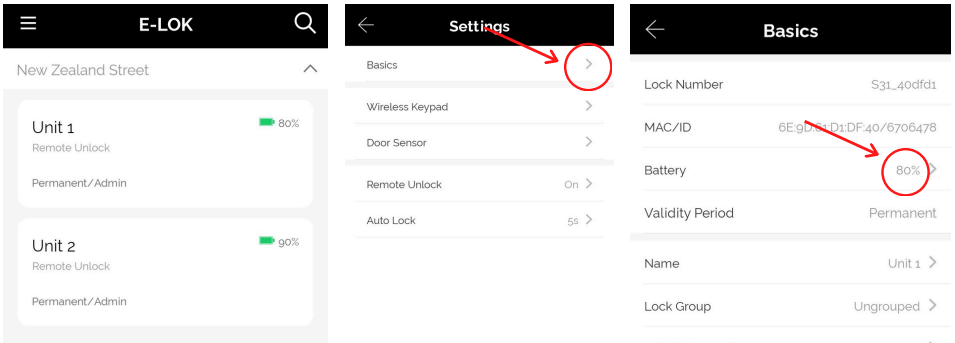 E-LOK
New Zealand Street
Unit 1
80%
Remote Unlock
Permanent/Admin
Unit 2
90%
Remote Unlock
Permanent/Admin
Settings
Basics
Wireless Keypad
Door Sensor
Remote Unlock On
Auto Lock 5s
Basics
Lock Number S31_40dfd1
MAC/ID 6E:9D:61:D1:DF:40/6706478
Battery 80%
Validity Period Permanent
Name Unit 1
Lock Group Ungrouped